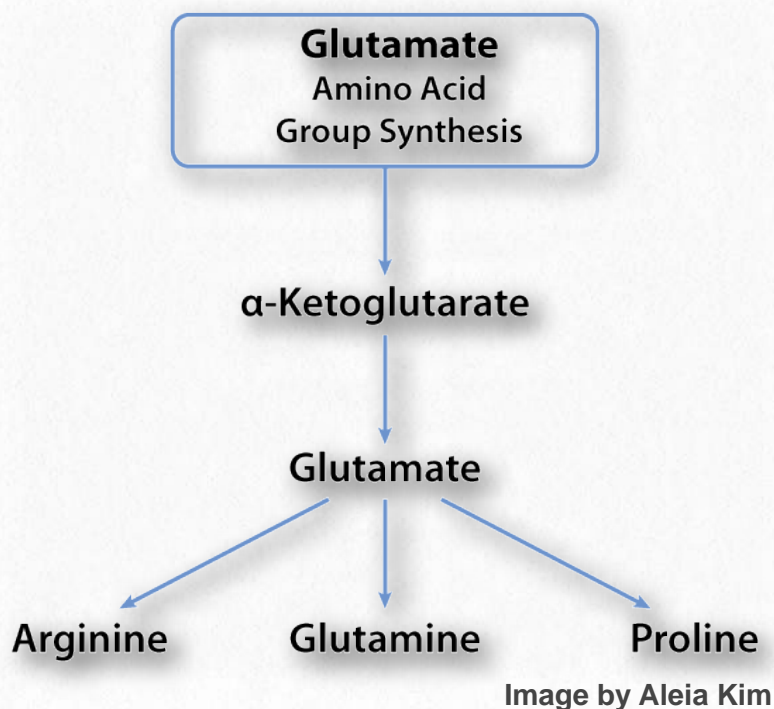 Glutamate
Amino Acid
Group Synthesis
α-Ketoglutarate
Glutamate
Arginine Glutamine Proline
Image by Aleia Kim